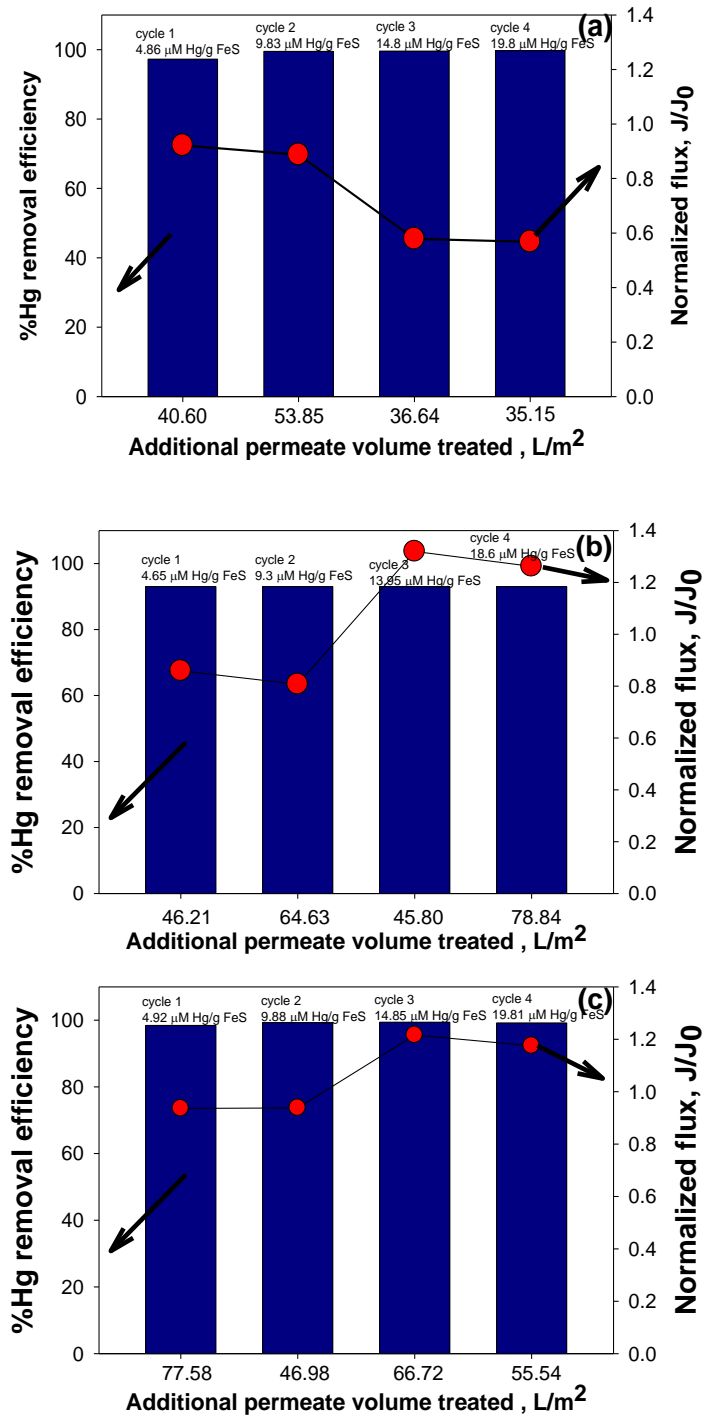 (a)
cycle 1
4.86 μM Hg/g FeS
cycle 2
9.83 μM Hg/g FeS
cycle 3
14.8 μM Hg/g FeS
cycle 4
19.8 μM Hg/g FeS
%Hg removal efficiency
100
80
60
40
20
0
Normalized flux, J/J0
1.4
1.2
1.0
0.8
0.6
0.4
0.2
0.0
40.60 53.85 36.64 35.15
Additional permeate volume treated , L/m2
(b)
cycle 1
4.65 μM Hg/g FeS
cycle 2
9.3 μM Hg/g FeS
cycle 3
13.95 μM Hg/g FeS
cycle 4
18.6 μM Hg/g FeS
%Hg removal efficiency
100
80
60
40
20
0
Normalized flux, J/J0
1.4
1.2
1.0
0.8
0.6
0.4
0.2
0.0
46.21 64.63 45.80 78.84
Additional permeate volume treated , L/m2
(c)
cycle 1
4.92 μM Hg/g FeS
cycle 2
9.88 μM Hg/g FeS
cycle 3
14.85 μM Hg/g FeS
cycle 4
19.81 μM Hg/g FeS
%Hg removal efficiency
100
80
60
40
20
0
Normalized flux, J/J0
1.4
1.2
1.0
0.8
0.6
0.4
0.2
0.0
77.58 46.98 66.72 55.54
Additional permeate volume treated , L/m2